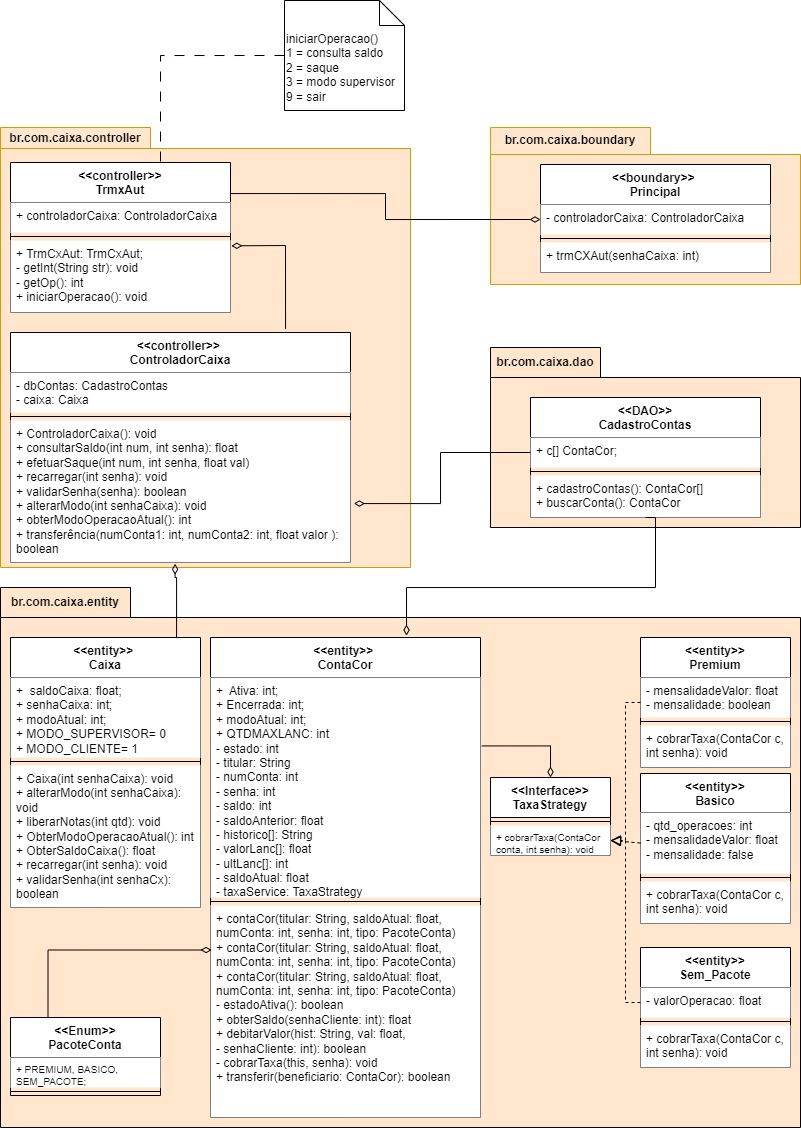 iniciarOperacao()
1 = consulta saldo
2 = saque
3 = modo supervisor
9 = sair
br.com.caixa.controller
<<controller>>
TrmxAut
+ controladorCaixa: ControladorCaixa
+ TrmCxAut: TrmCxAut;
- getInt(String str): void
- getOp(): int
+ iniciarOperacao(): void
<<controller>>
ControladorCaixa
- dbContas: CadastroContas
- caixa: Caixa
+ ControladorCaixa(): void
+ consultarSaldo(int num, int senha): float
+ efetuarSaque(int num, int senha, float val)
+ recarregar(int senha): void
+ validarSenha(senha): boolean
+ alterarModo(int senhaCaixa): void
+ obterModoOperacaoAtual(): int
+ transferência(numConta1: int, numConta2: int, float valor ):
boolean
br.com.caixa.boundary
<<boundary>>
Principal
- controladorCaixa: ControladorCaixa
+ trmCXAut(senhaCaixa: int)
br.com.caixa.dao
<<DAO>>
CadastroContas
+ c[] ContaCor;
+ cadastroContas(): ContaCor[]
+ buscarConta(): ContaCor
br.com.caixa.entity
<<entity>>
Caixa
+ saldoCaixa: float;
+ senhaCaixa: int;
+ modoAtual: int;
+ MODO_SUPERVISOR= 0
+ MODO_CLIENTE= 1
+ Caixa(int senhaCaixa): void
+ alterarModo(int senhaCaixa):
void
+ liberarNotas(int qtd): void
+ ObterModoOperacaoAtual(): int
+ ObterSaldoCaixa(): float
+ recarregar(int senha): void
+ validarSenha(int senhaCx):
boolean
<<entity>>
ContaCor
+ Ativa: int;
+ Encerrada: int;
+ modoAtual: int;
+ QTDMAXLANC: int
- estado: int
- titular: String
- numConta: int
- senha: int
- saldo: int
- saldoAnterior: float
- historico[]: String
- valorLanc[]: float
- ultLanc[]: int
- saldoAtual: float
- taxaService: TaxaStrategy
+ contaCor(titular: String, saldoAtual: float,
numConta: int, senha: int, tipo: PacoteConta)
+ contaCor(titular: String, saldoAtual: float,
numConta: int, senha: int, tipo: PacoteConta)
+ contaCor(titular: String, saldoAtual: float,
numConta: int, senha: int, tipo: PacoteConta)
- estadoAtiva(): boolean
+ obterSaldo(senhaCliente: int): float
+ debitarValor(hist: String, val: float,
- senhaCliente: int): boolean
- cobrarTaxa(this, senha): void
+ transferir(beneficiario: ContaCor): boolean
<<Interface>>
TaxaStrategy
+ cobrarTaxa(ContaCor
conta, int senha): void
<<entity>>
Premium
- mensalidadeValor: float
- mensalidade: boolean
+ cobrarTaxa(ContaCor c,
int senha): void
<<entity>>
Basico
- qtd_operacoes: int
- mensalidadeValor: float
- mensalidade: false
+ cobrarTaxa(ContaCor c,
int senha): void
<<entity>>
Sem_Pacote
- valorOperacao: float
+ cobrarTaxa(ContaCor c,
int senha): void
<<Enum>>
PacoteConta
+ PREMIUM, BASICO,
SEM_PACOTE;